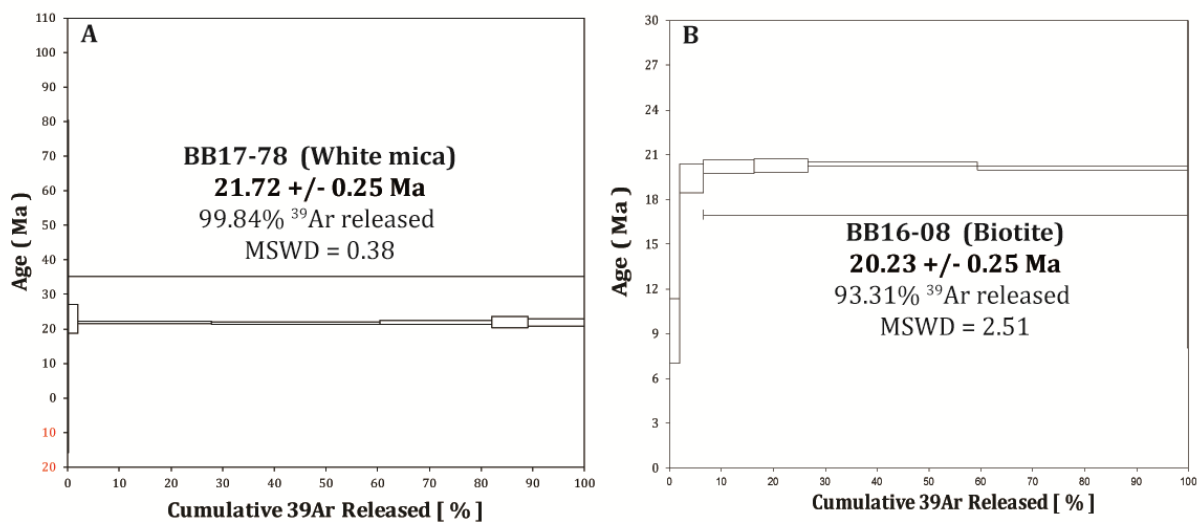 A
110
100
90
80
70
60
50
40
30
20
10
0
10
20
Age ( Ma )
BB17-78 (White mica)
21.72 +/- 0.25 Ma
99.84% ³⁹Ar released
MSWD = 0.38
0 10 20 30 40 50 60 70 80 90 100
Cumulative 39Ar Released [ % ]
B
30
27
24
21
18
15
12
9
6
3
0
Age ( Ma )
BB16-08 (Biotite)
20.23 +/- 0.25 Ma
93.31% ³⁹Ar released
MSWD = 2.51
0 10 20 30 40 50 60 70 80 90 100
Cumulative 39Ar Released [ % ]